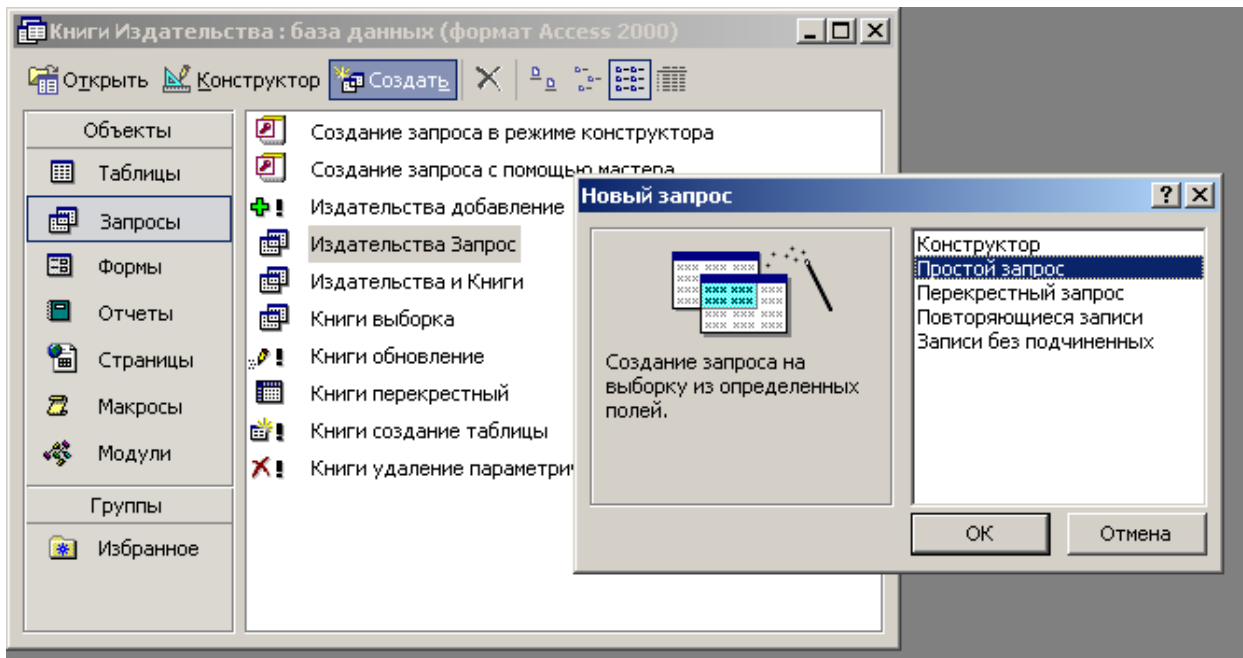 Книги Издательства : база данных (формат Access 2000)
Открыть Конструктор Создать
Объекты
Таблицы
Запросы
Формы
Отчеты
Страницы
Макросы
Модули
Группы
Избранное
Создание запроса в режиме конструктора
Создание запроса с помощью мастера
Издательства добавление
Издательства Запрос
Издательства и Книги
Книги выборка
Книги обновление
Книги перекрестный
Книги создание таблицы
Книги удаление параметри
Новый запрос
Создание запроса на
выборку из определенных
полей.
Конструктор
Простой запрос
Перекрестный запрос
Повторяющиеся записи
Записи без подчиненных
ОК Отмена